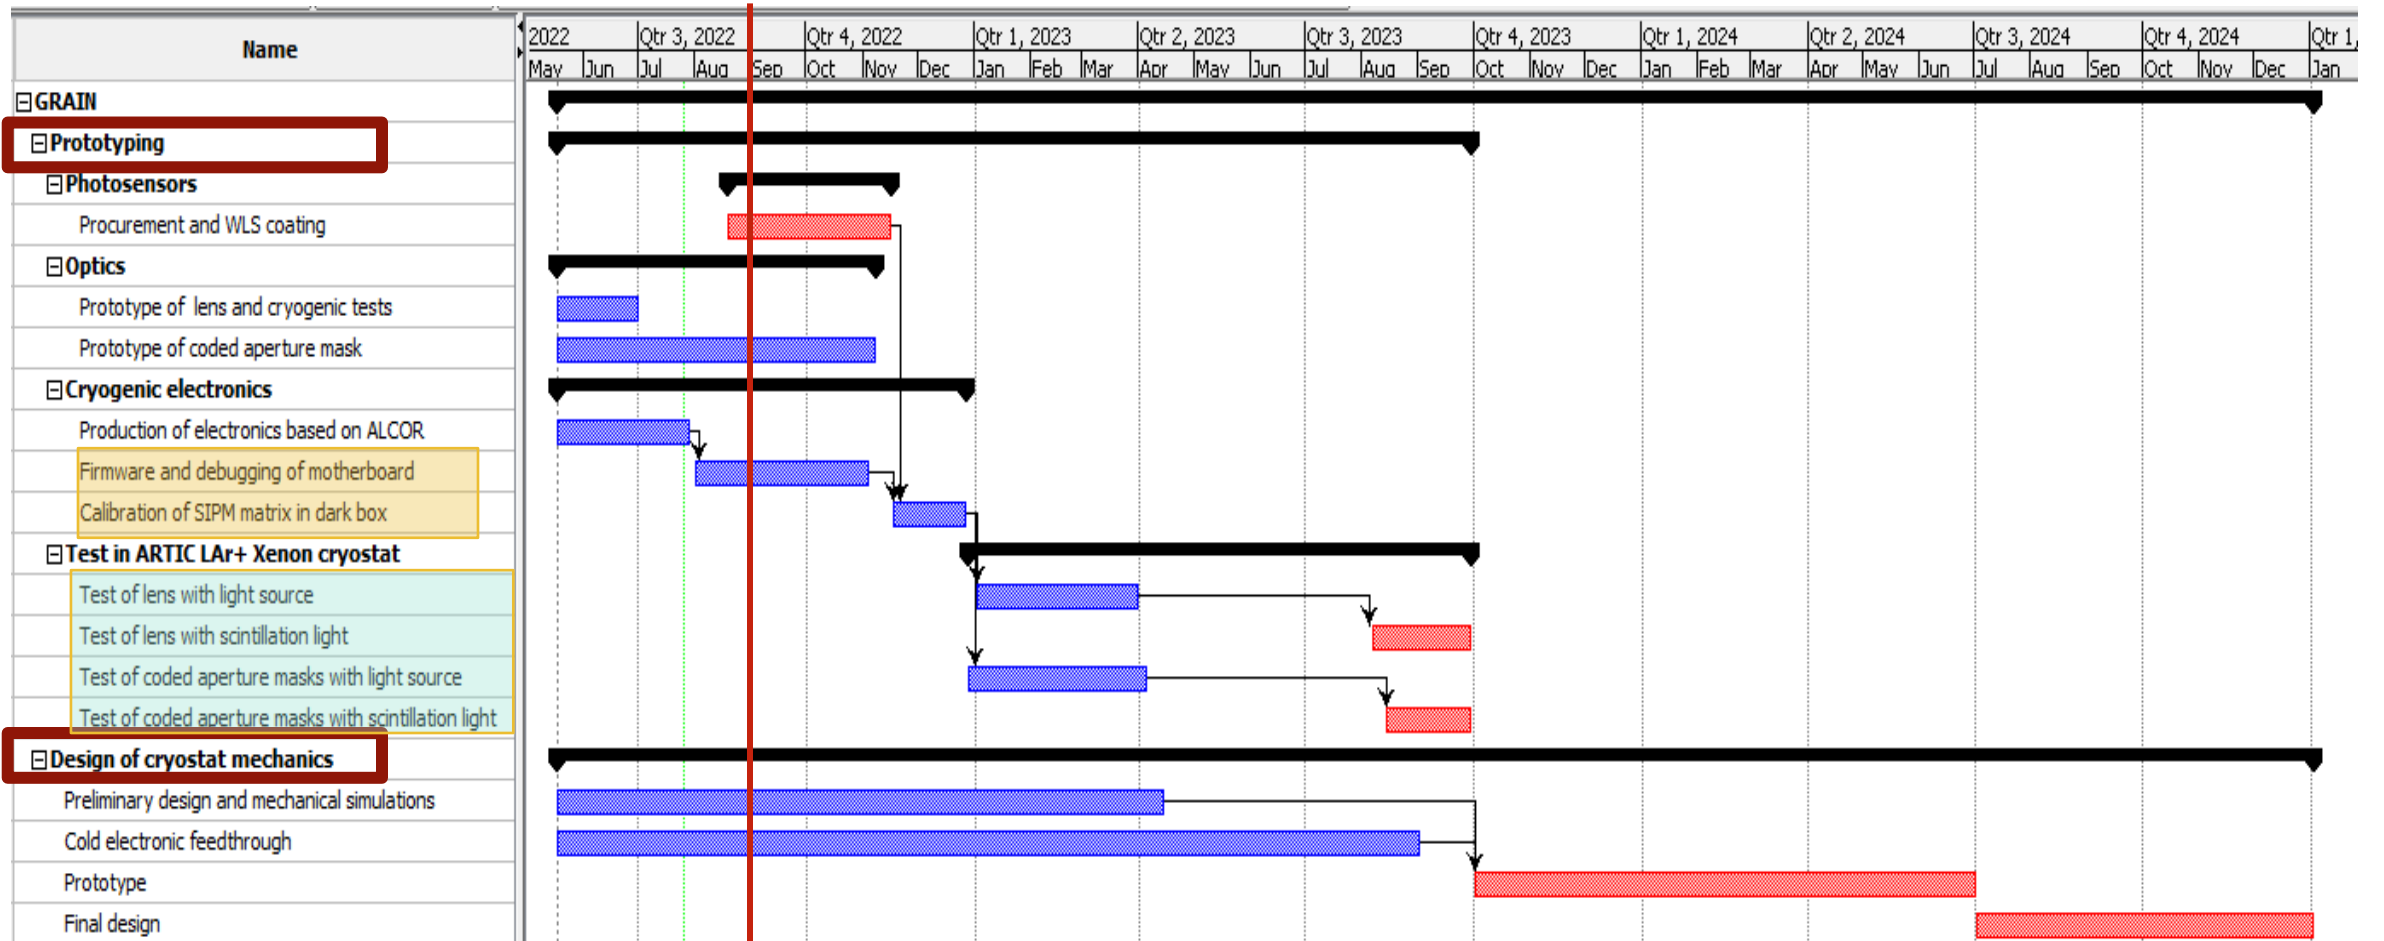 Name
2022 Qtr 3, 2022 Qtr 4, 2022 Qtr 1, 2023 Qtr 2, 2023 Qtr 3, 2023 Qtr 4, 2023 Qtr 1, 2024 Qtr 2, 2024 Qtr 3, 2024 Qtr 4, 2024 Qtr 1,
May Jun Jul Aug Sep Oct Nov Dec Jan Feb Mar Apr May Jun Jul Aug Sep Oct Nov Dec Jan Feb Mar Apr May Jun Jul Aug Sep Oct Nov Dec Jan
GRAIN
Prototyping
Photosensors
Procurement and WLS coating
Optics
Prototype of lens and cryogenic tests
Prototype of coded aperture mask
Cryogenic electronics
Production of electronics based on ALCOR
Firmware and debugging of motherboard
Calibration of SIPM matrix in dark box
Test in ARTIC LAr+ Xenon cryostat
Test of lens with light source
Test of lens with scintillation light
Test of coded aperture masks with light source
Test of coded aperture masks with scintillation light
Design of cryostat mechanics
Preliminary design and mechanical simulations
Cold electronic feedthrough
Prototype
Final design